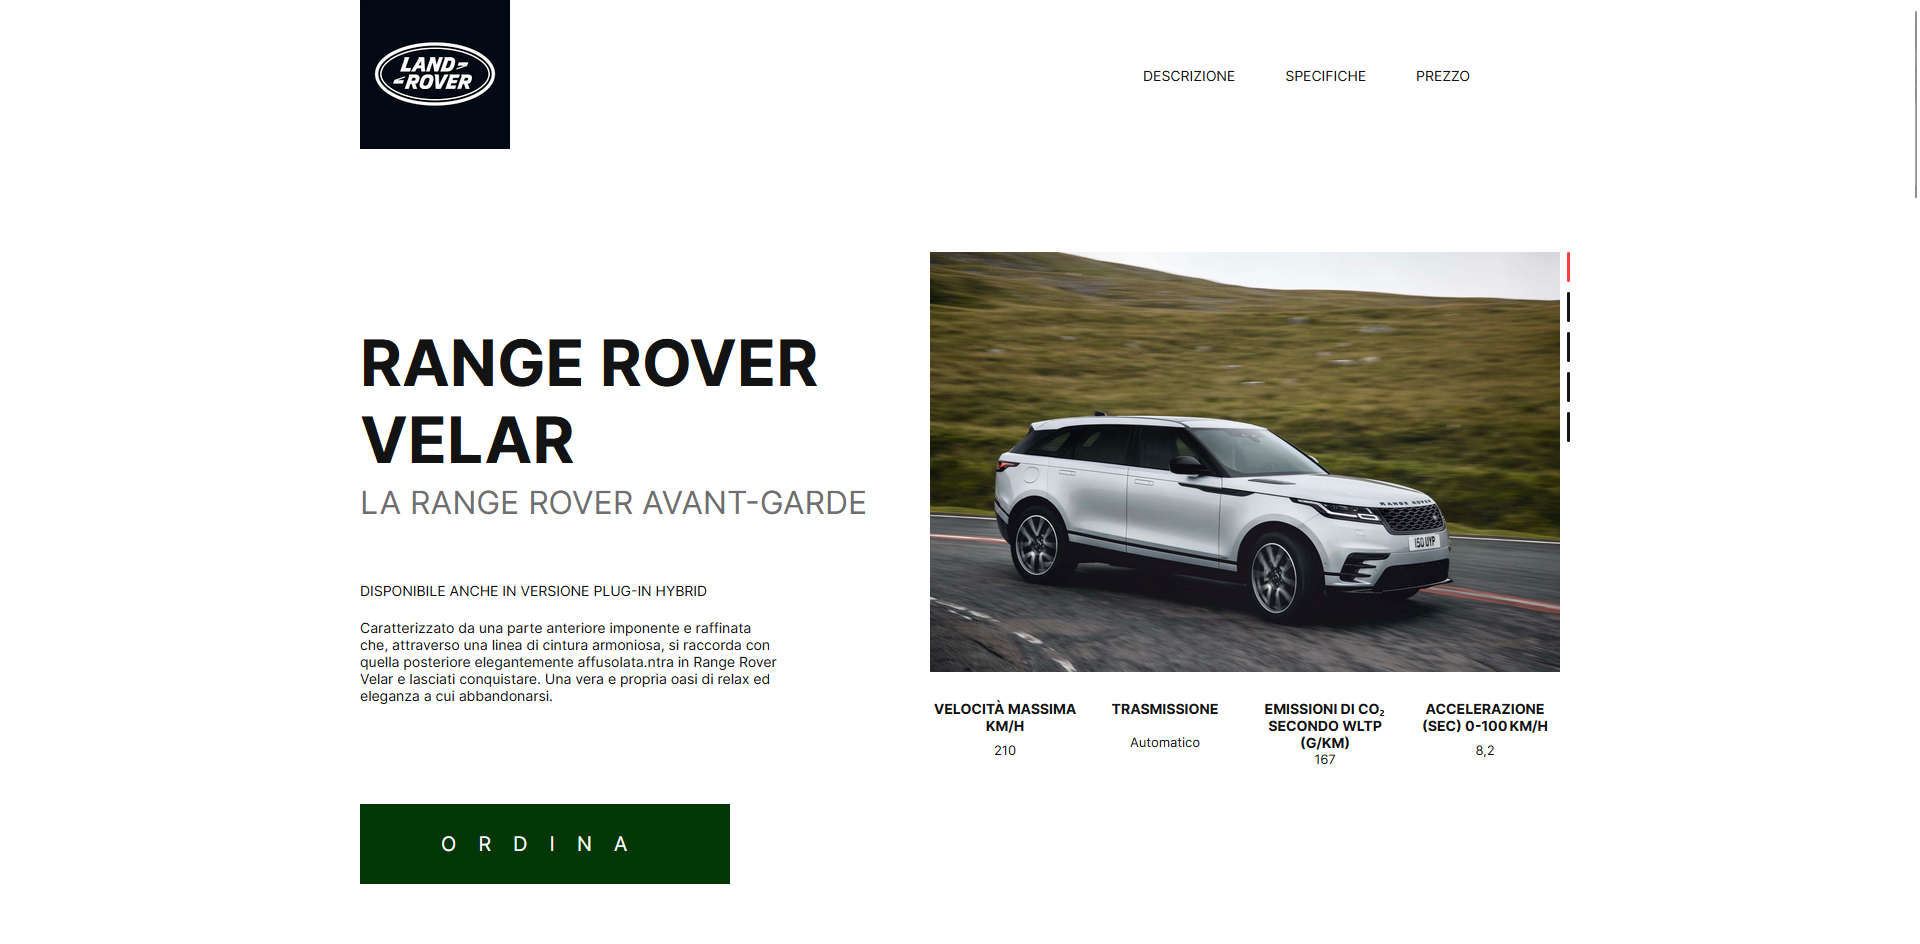 LAND
ROVER
DESCRIZIONE
SPECIFICHE
PREZZO
RANGE ROVER
VELAR
LA RANGE ROVER AVANT-GARDE
DISPONIBILE ANCHE IN VERSIONE PLUG-IN HYBRID
Caratterizzato da una parte anteriore imponente e raffinata
che, attraverso una linea di cintura armoniosa, si raccorda con
quella posteriore elegantemente affusolata.ntra in Range Rover
Velar e lasciati conquistare. Una vera e propria oasi di relax ed
eleganza a cui abbandonarsi.
ORDINA
RANGE ROVER
150 UYP
VELOCITÀ MASSIMA
KM/H
210
TRASMISSIONE
Automatico
EMISSIONI DI CO₂
SECONDO WLTP
(G/KM)
167
ACCELERAZIONE
(SEC) 0-100 KM/H
8,2